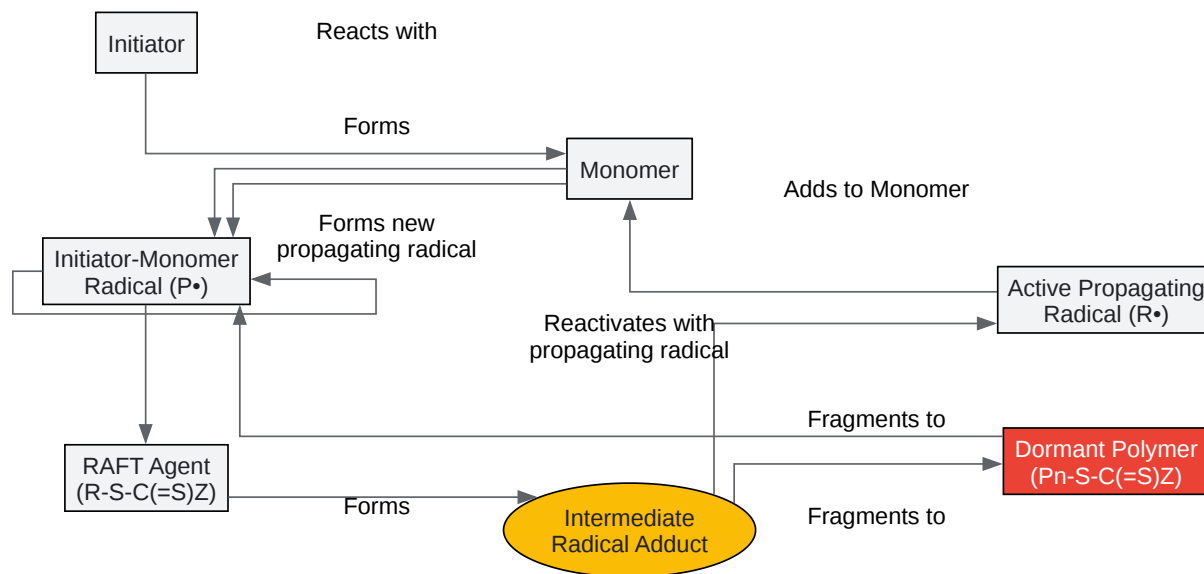 Initiator
Reacts with
Forms
Monomer
Adds to Monomer
Forms new
propagating radical
Initiator-Monomer
Radical (P•)
Active Propagating
Radical (R•)
Reactivates with
propagating radical
Fragments to
Dormant Polymer
(Pn-S-C(=S)Z)
RAFT Agent
(R-S-C(=S)Z)
Forms
Intermediate
Radical Adduct
Fragments to